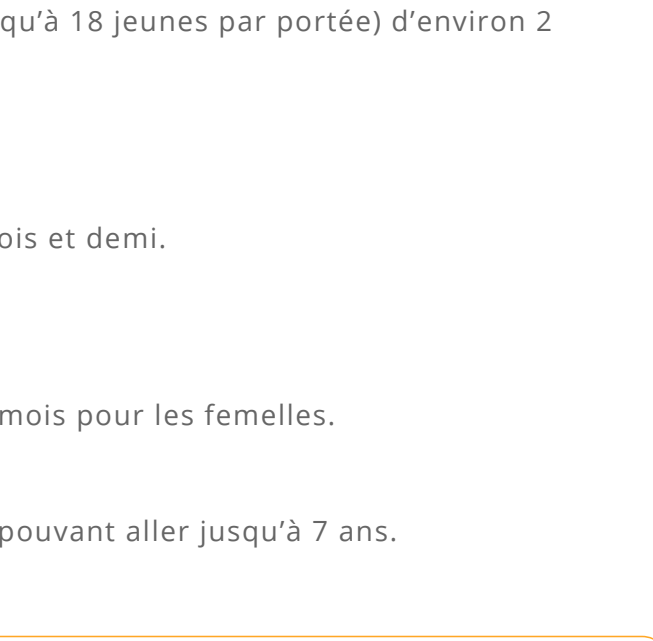 qu’à 18 jeunes par portée) d’environ 2
ois et demi.
mois pour les femelles.
pouvant aller jusqu’à 7 ans.